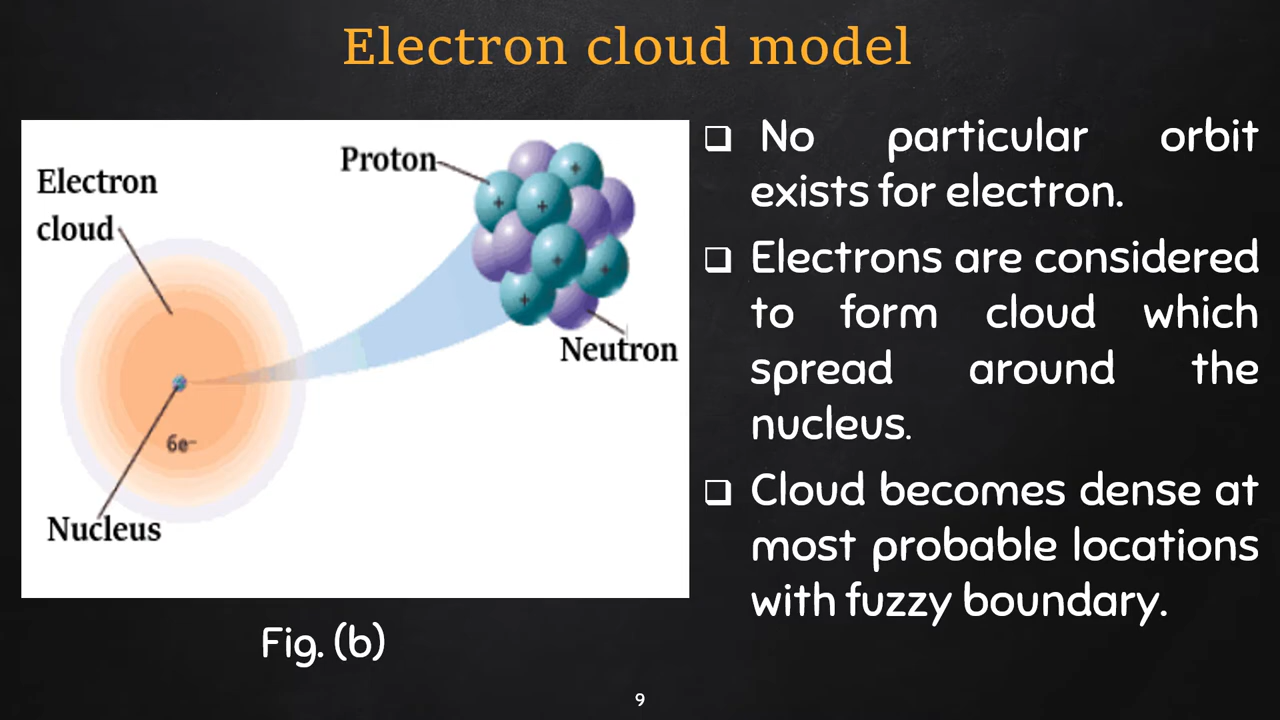 Electron cloud model
Proton
Electron
cloud
Neutron
6e⁻
Nucleus
Fig. (b)
❑ No particular orbit
exists for electron.
❑ Electrons are considered
to form cloud which
spread around the
nucleus.
❑ Cloud becomes dense at
most probable locations
with fuzzy boundary.
9